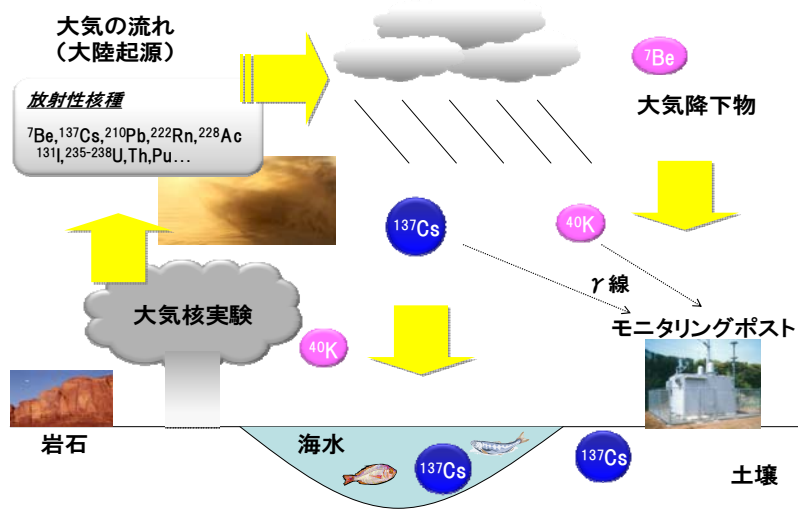 大気の流れ
（大陸起源）
放射性核種
⁷Be,¹³⁷Cs,²¹⁰Pb,²²²Rn,²²⁸Ac
¹³¹I,²³⁵⁻²³⁸U,Th,Pu…
⁷Be
大気降下物
¹³⁷Cs
⁴⁰K
γ線
大気核実験
⁴⁰K
モニタリングポスト
岩石
海水
¹³⁷Cs
¹³⁷Cs
土壌